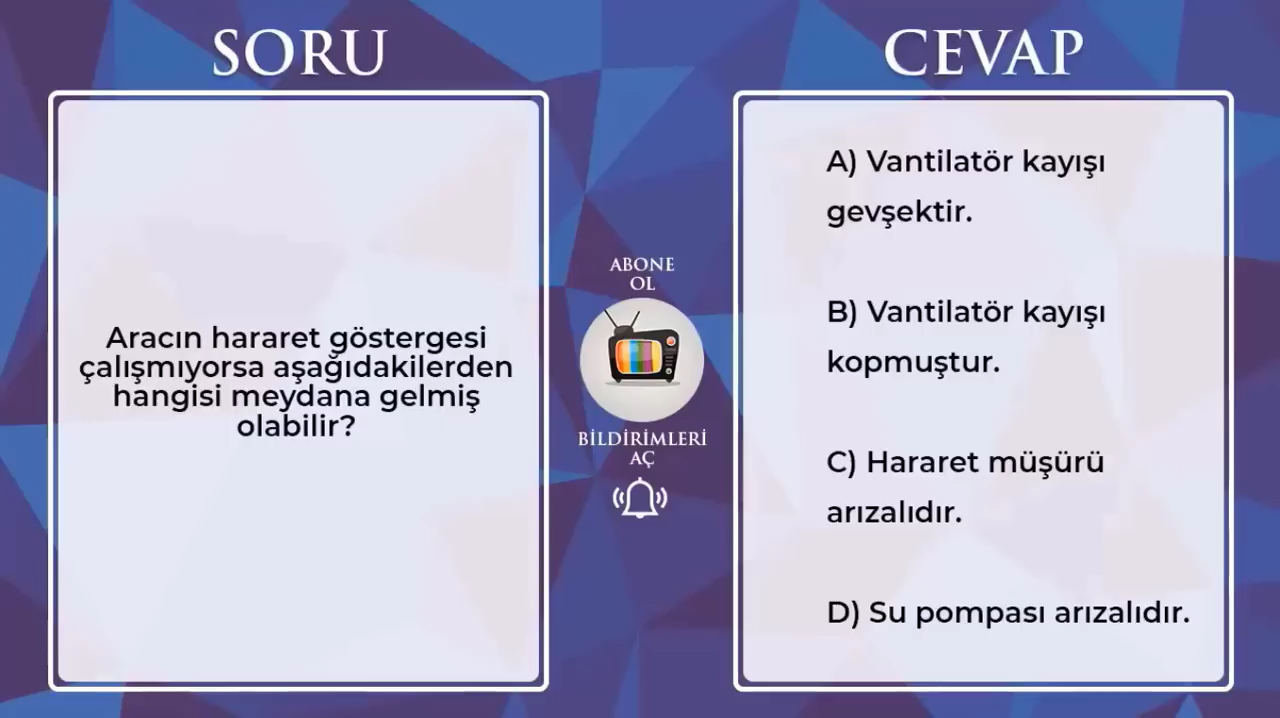 SORU
Aracın hararet göstergesi
çalışmıyorsa aşağıdakilerden
hangisi meydana gelmiş
olabilir?
ABONE
OL
BİLDİRİMLERİ
AÇ
CEVAP
A) Vantilatör kayışı
gevşektir.
B) Vantilatör kayışı
kopmuştur.
C) Hararet müşürü
arızalıdır.
D) Su pompası arızalıdır.